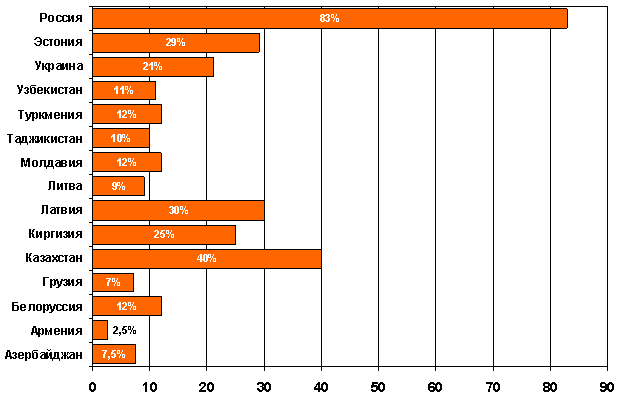 Россия 83%
Эстония 29%
Украина 21%
Узбекистан 11%
Туркмения 12%
Таджикистан 10%
Молдавия 12%
Литва 9%
Латвия 30%
Киргизия 25%
Казахстан 40%
Грузия 7%
Белоруссия 12%
Армения 2,5%
Азербайджан 7,5%
0 10 20 30 40 50 60 70 80 90